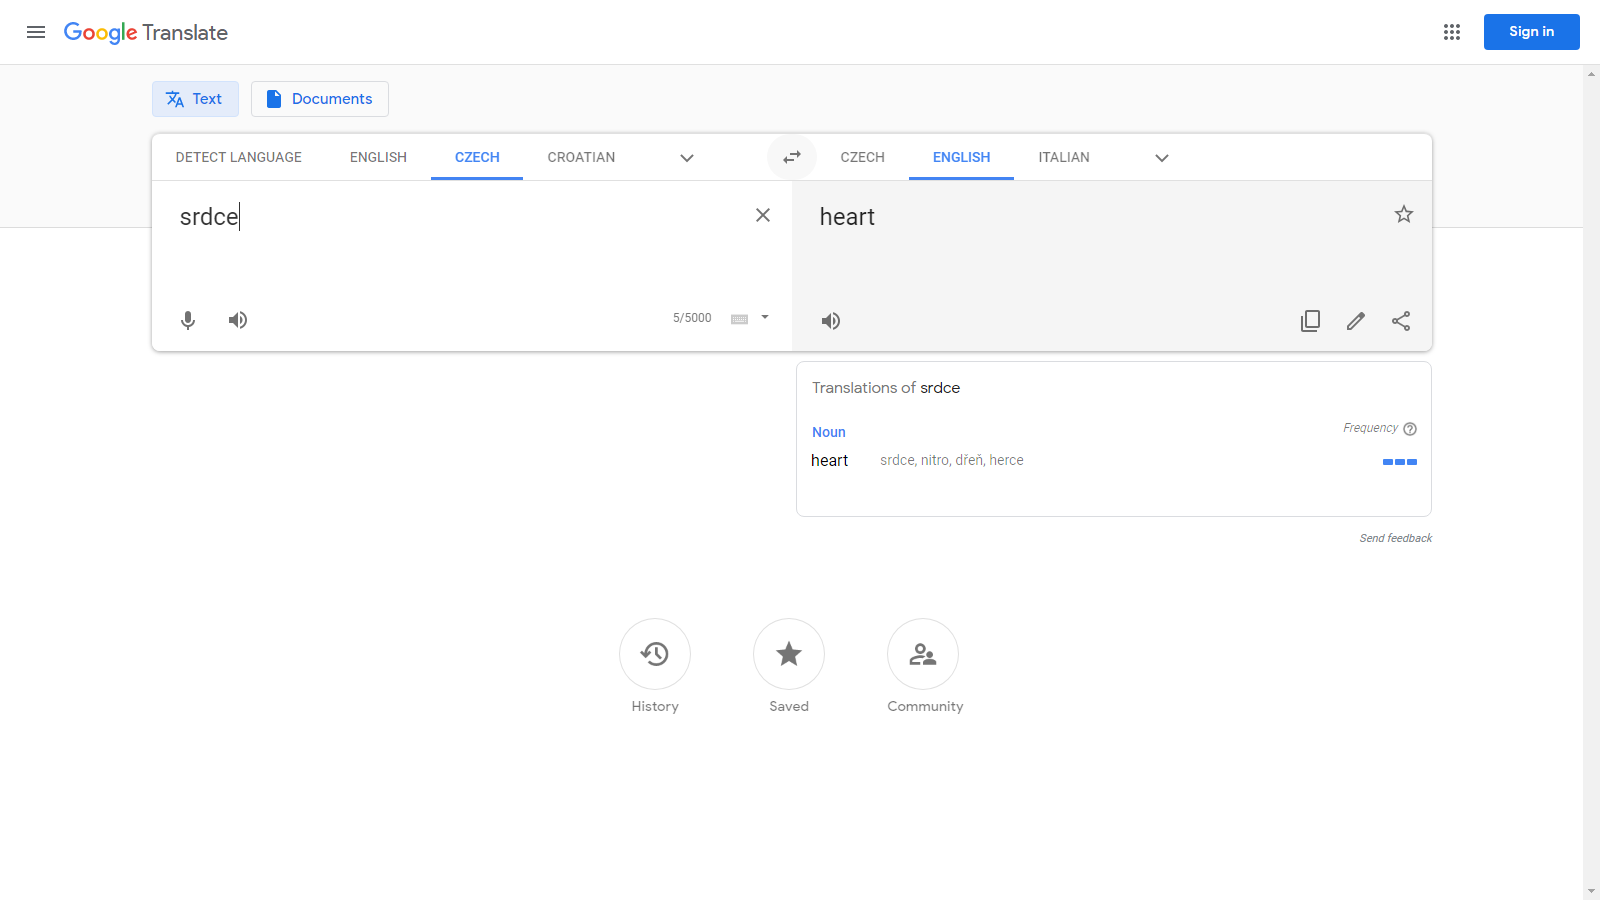 Google Translate
Sign in
Text
Documents
DETECT LANGUAGE
ENGLISH
CZECH
CROATIAN
CZECH
ENGLISH
ITALIAN
srdce
heart
5/5000
Translations of srdce
Noun
Frequency
heart
srdce, nitro, dřeň, herce
Send feedback
History
Saved
Community